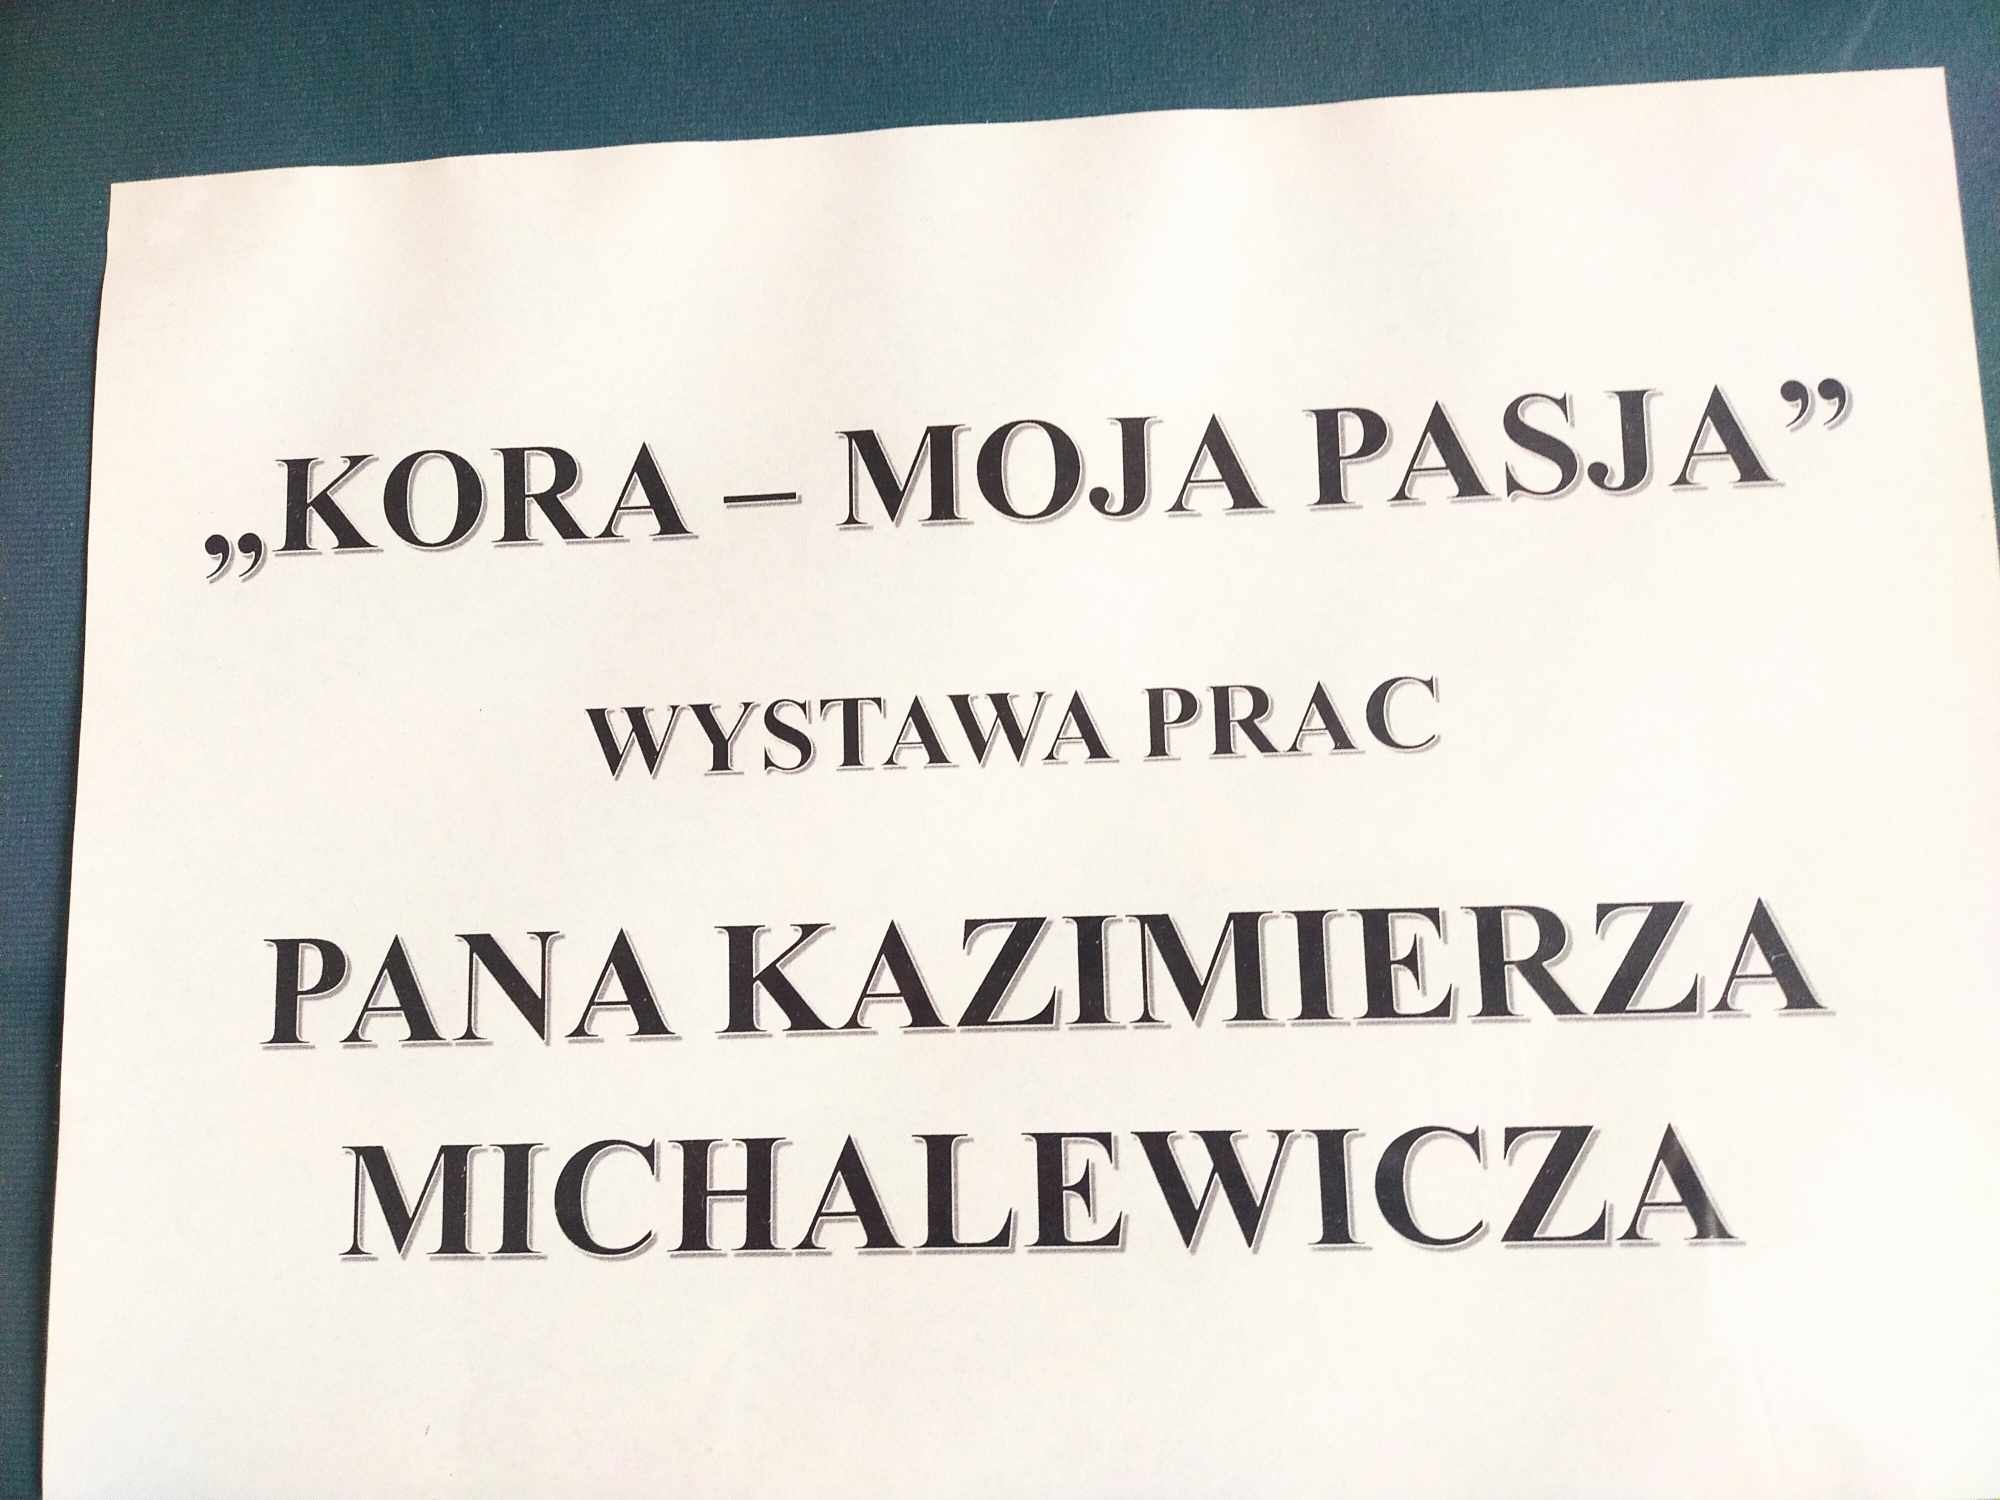 „KORA – MOJA PASJA”
WYSTAWA PRAC
PANA KAZIMIERZA
MICHALEWICZA